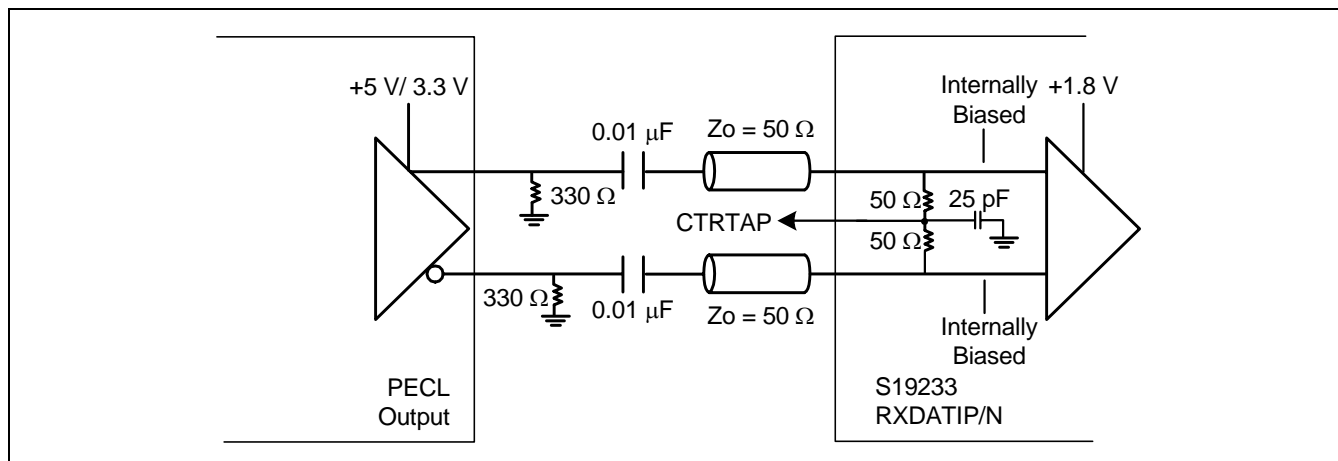 +5 V/ 3.3 V
0.01 μF
Zo = 50 Ω
Internally
Biased
+1.8 V
330 Ω
50 Ω
25 pF
CTRTAP
50 Ω
330 Ω
0.01 μF
Zo = 50 Ω
Internally
Biased
PECL
Output
S19233
RXDATIP/N